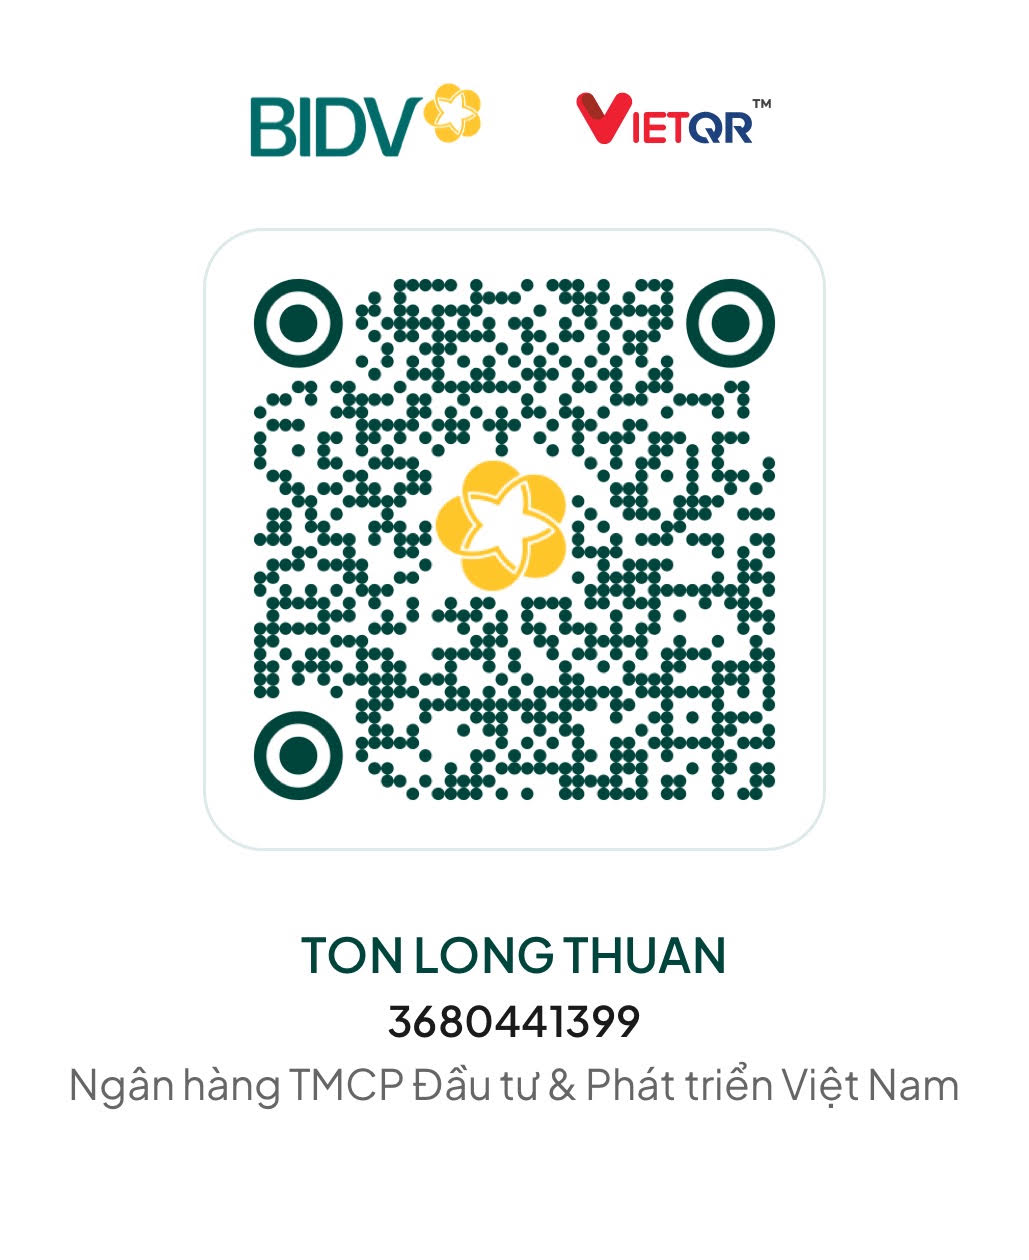 BIDV VIETQR™
TON LONG THUAN
3680441399
Ngân hàng TMCP Đầu tư & Phát triển Việt Nam